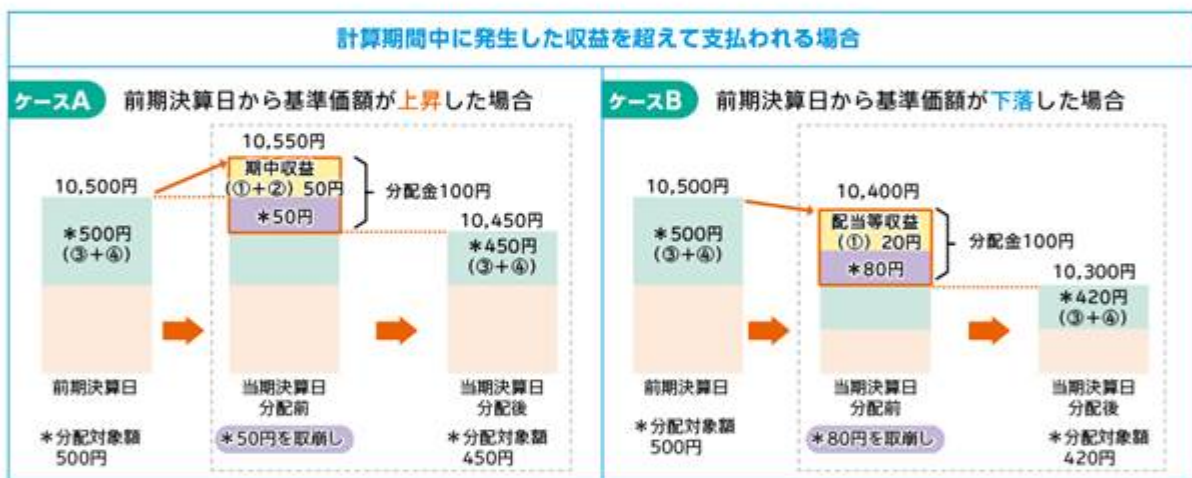 計算期間中に発生した収益を超えて支払われる場合
ケースA
前期決算日から基準価額が上昇した場合
10,550円
10,500円
期中収益
(①+②) 50円
＊50円
分配金100円
10,450円
＊500円
(③+④)
＊450円
(③+④)
前期決算日
当期決算日
分配前
当期決算日
分配後
＊分配対象額
500円
＊50円を取崩し
＊分配対象額
450円
ケースB
前期決算日から基準価額が下落した場合
10,500円
10,400円
配当等収益
(①) 20円
＊80円
分配金100円
10,300円
＊500円
(③+④)
＊420円
(③+④)
前期決算日
当期決算日
分配前
当期決算日
分配後
＊分配対象額
500円
＊80円を取崩し
＊分配対象額
420円